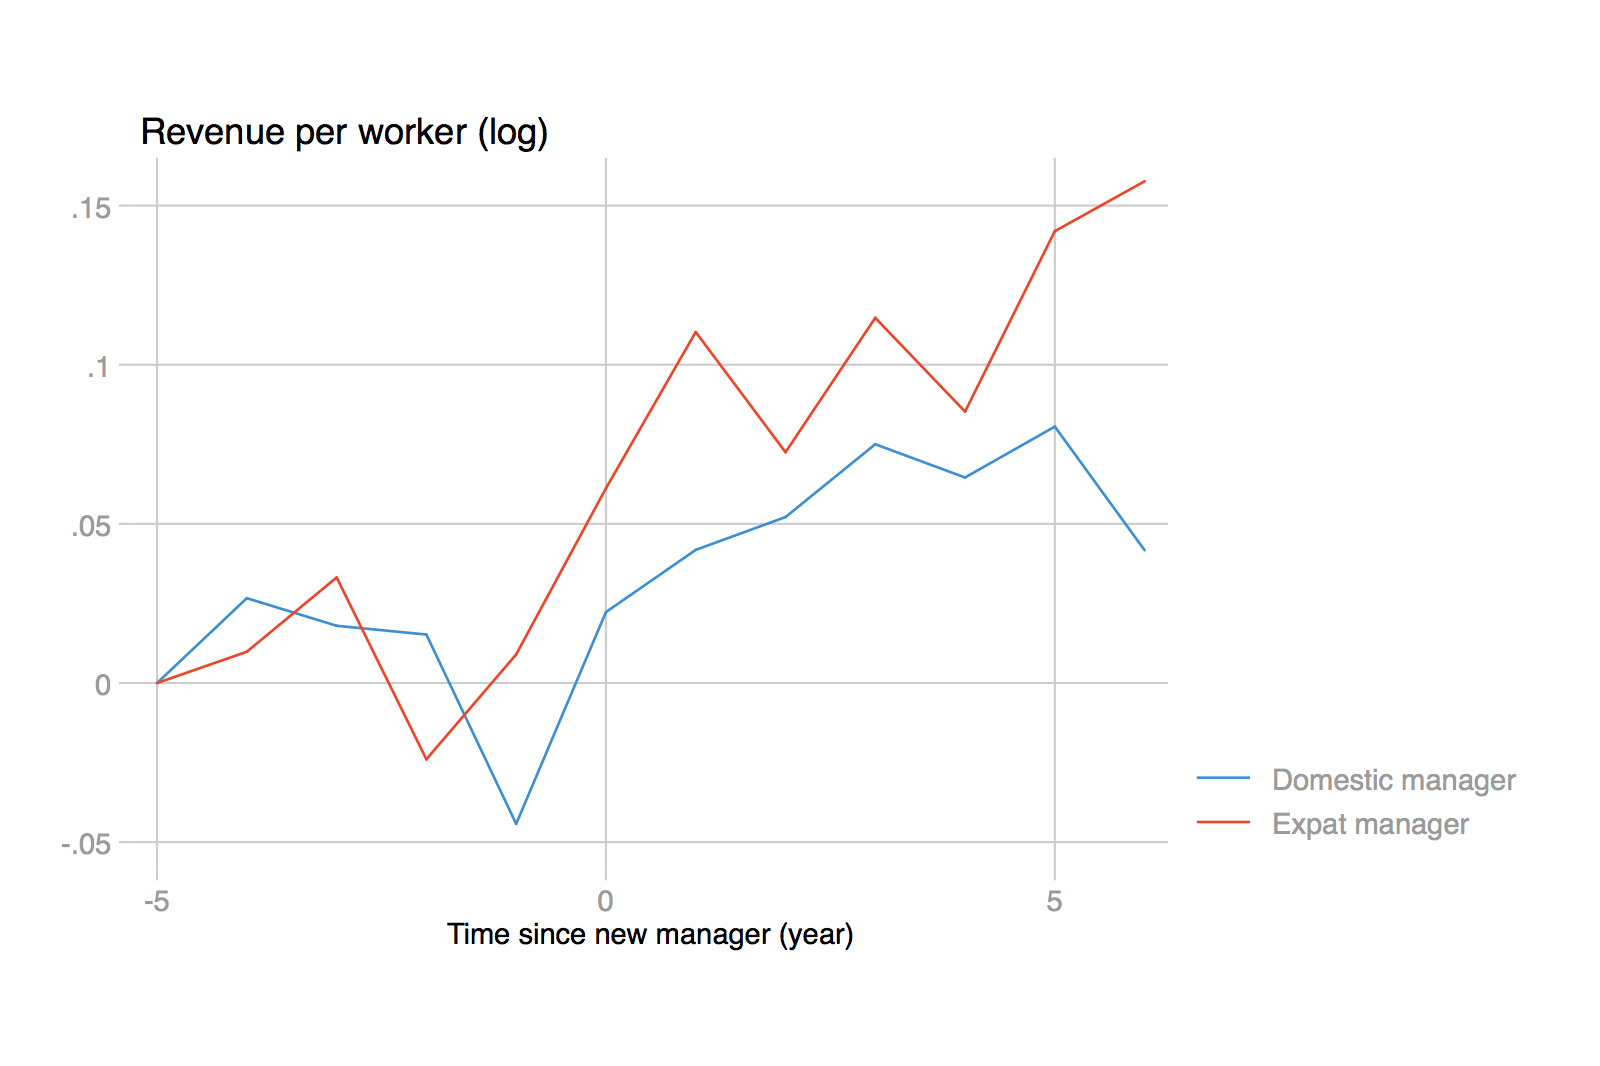 Revenue per worker (log)
.15
.1
.05
0
-.05
-5 0 5
Time since new manager (year)
Domestic manager
Expat manager